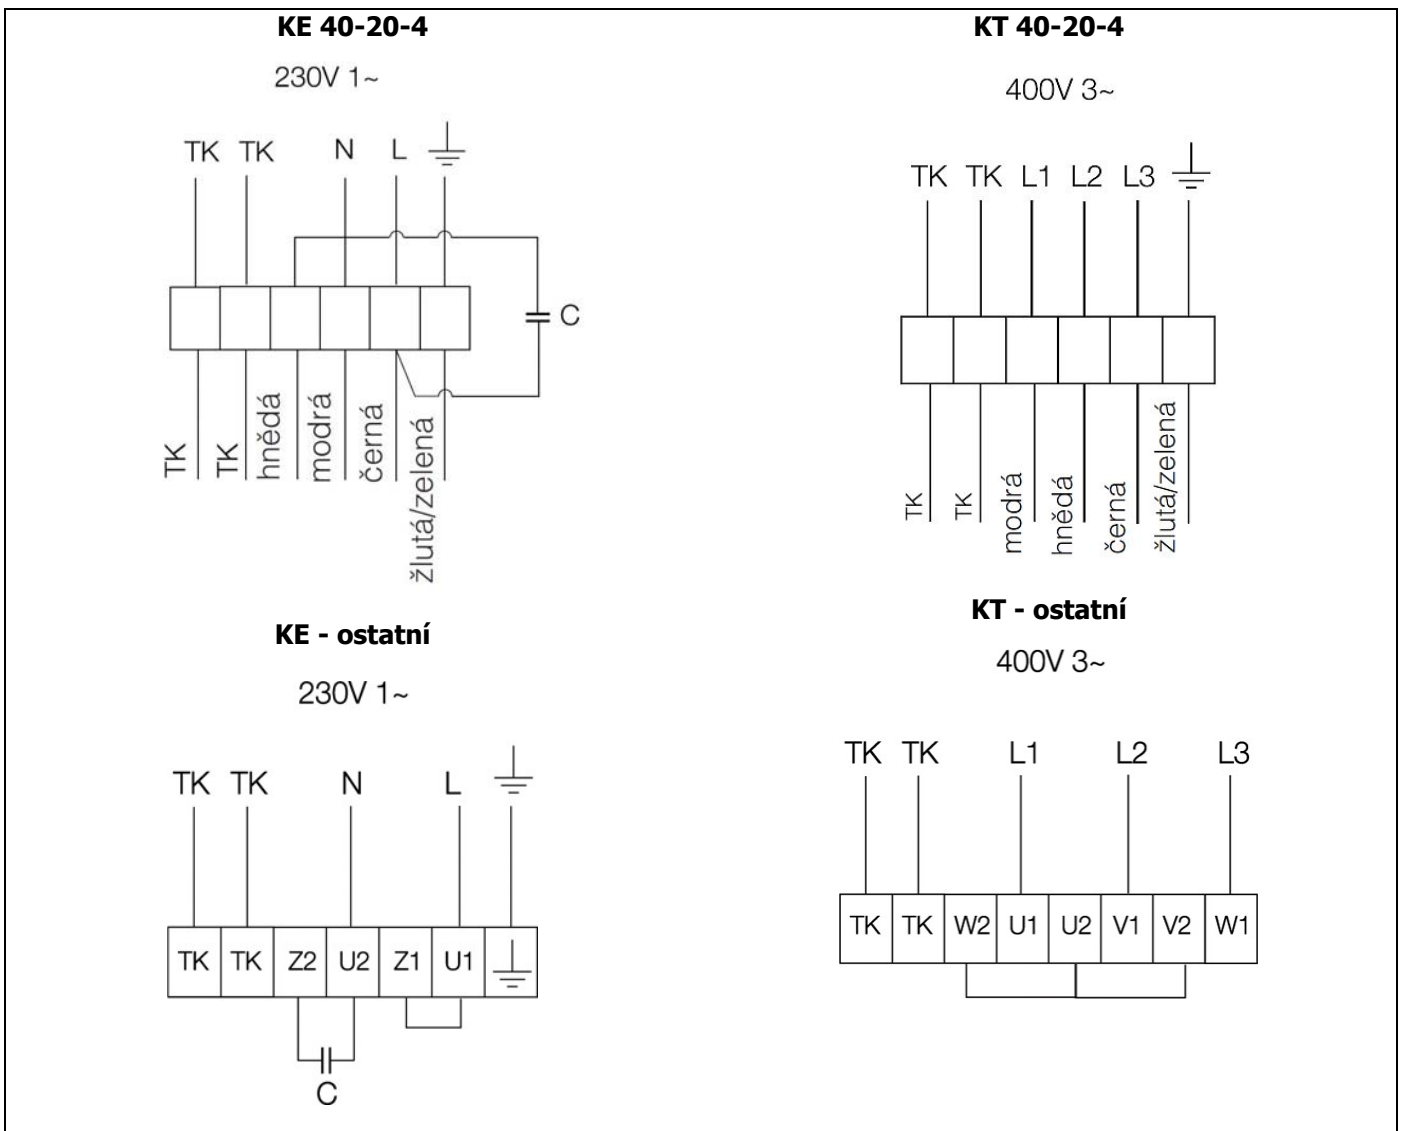 KE 40-20-4
230V 1~
TK TK N L
C
TK TK hnědá modrá černá žlutá/zelená
KT 40-20-4
400V 3~
TK TK L1 L2 L3
TK TK modrá hnědá černá žlutá/zelená
KE - ostatní
230V 1~
TK TK N L
TK TK Z2 U2 Z1 U1
C
KT - ostatní
400V 3~
TK TK L1 L2 L3
TK TK W2 U1 U2 V1 V2 W1